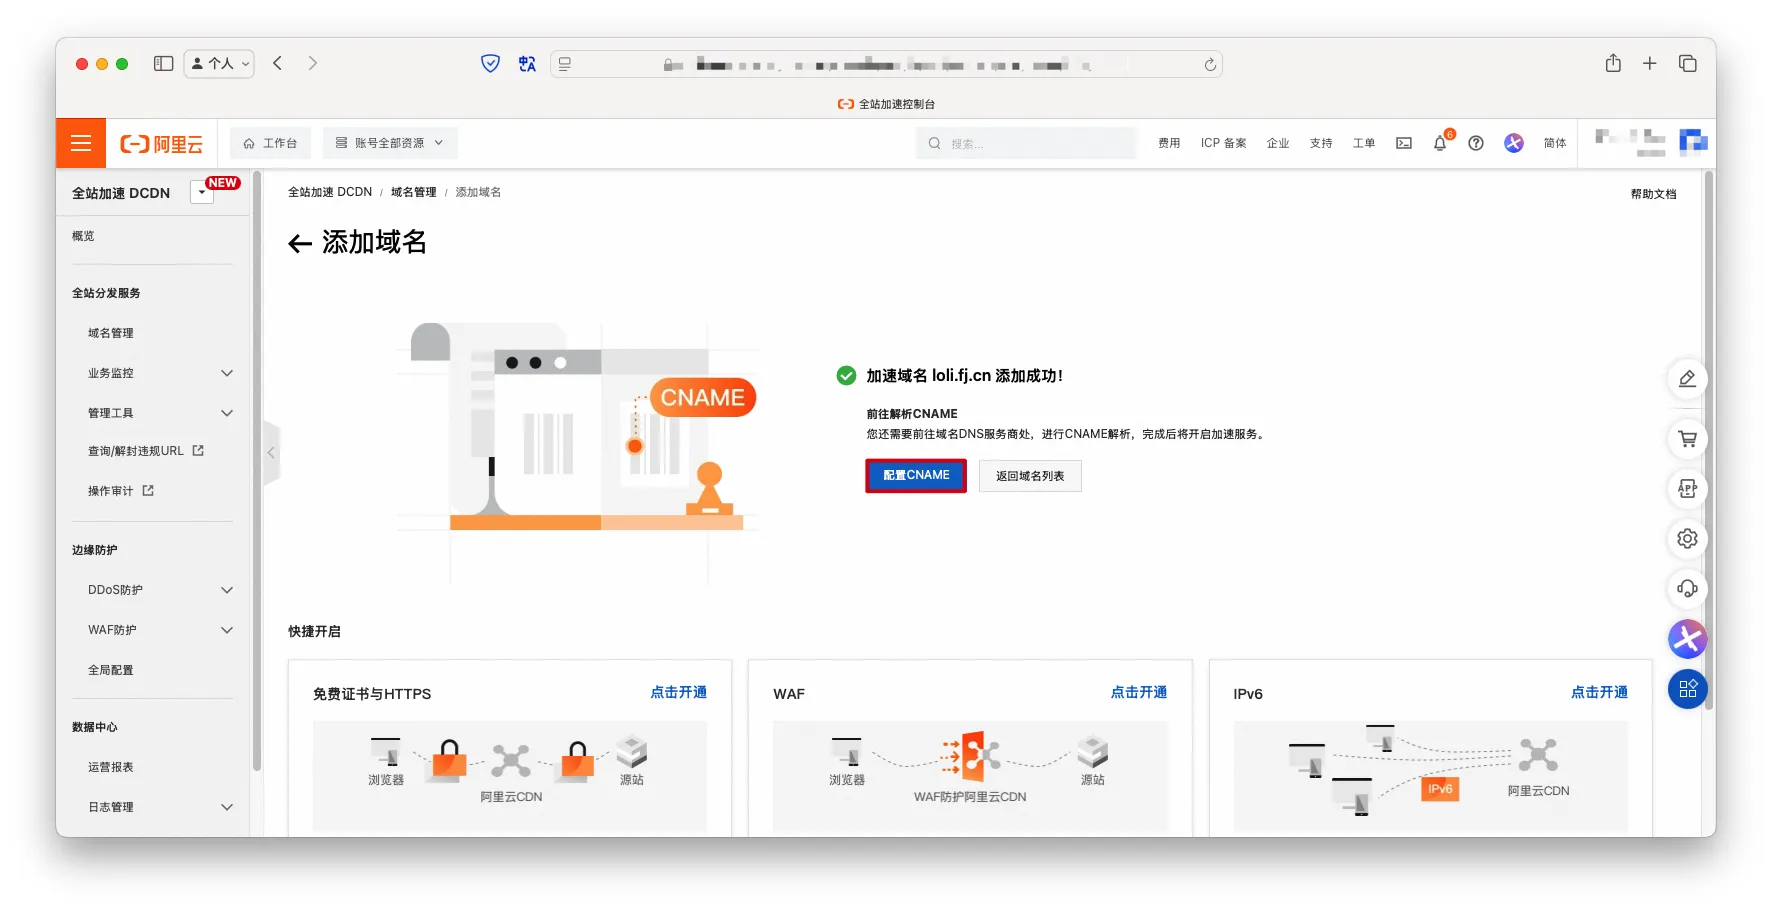 个人
全站加速控制台
阿里云
工作台
账号全部资源
搜索...
费用
ICP 备案
企业
支持
工单
6
简体
全站加速 DCDN
NEW
概览
全站分发服务
域名管理
业务监控
管理工具
查询/解封违规URL
操作审计
边缘防护
DDoS防护
WAF防护
全局配置
数据中心
运营报表
日志管理
全站加速 DCDN / 域名管理 / 添加域名
帮助文档
添加域名
CNAME
加速域名 loli.fj.cn 添加成功！
前往解析CNAME
您还需要前往域名DNS服务商处，进行CNAME解析，完成后将开启加速服务。
配置CNAME
返回域名列表
APP
快捷开启
免费证书与HTTPS
点击开通
浏览器
阿里云CDN
源站
WAF
点击开通
浏览器
WAF防护阿里云CDN
源站
IPv6
点击开通
IPv6
阿里云CDN